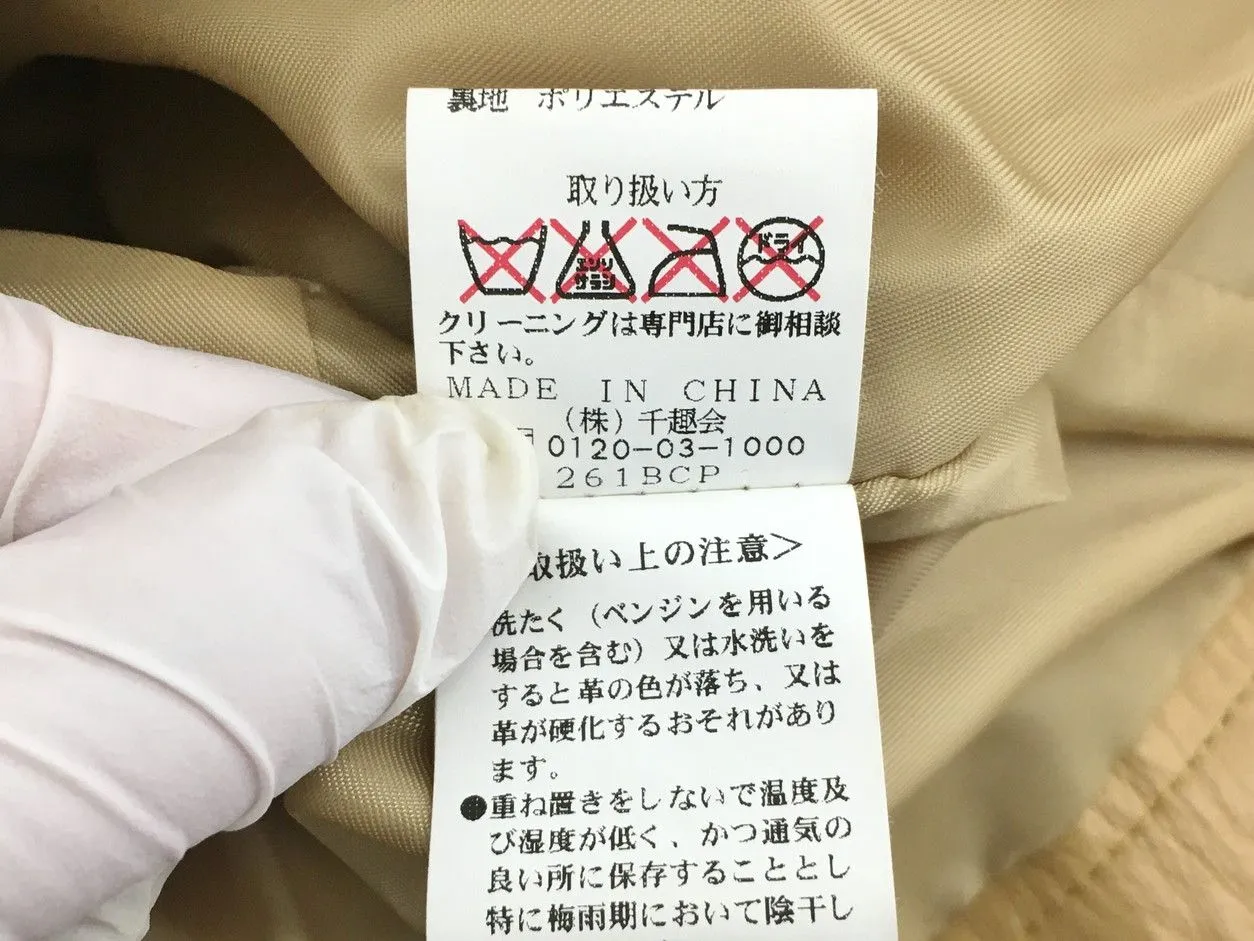 裏地 ポリエステル
取り扱い方
エンソ サラシ ドライ
クリーニングは専門店に御相談
下さい。
MADE IN CHINA
(株)千趣会
0120-03-1000
261BCP
取扱い上の注意>
洗たく(ベンジンを用いる
場合を含む)又は水洗いを
すると革の色が落ち、又は
革が硬化するおそれがあり
ます。
●重ね置きをしないで温度及
び湿度が低く、かつ通気の
良い所に保存することとし
特に梅雨期において陰干し